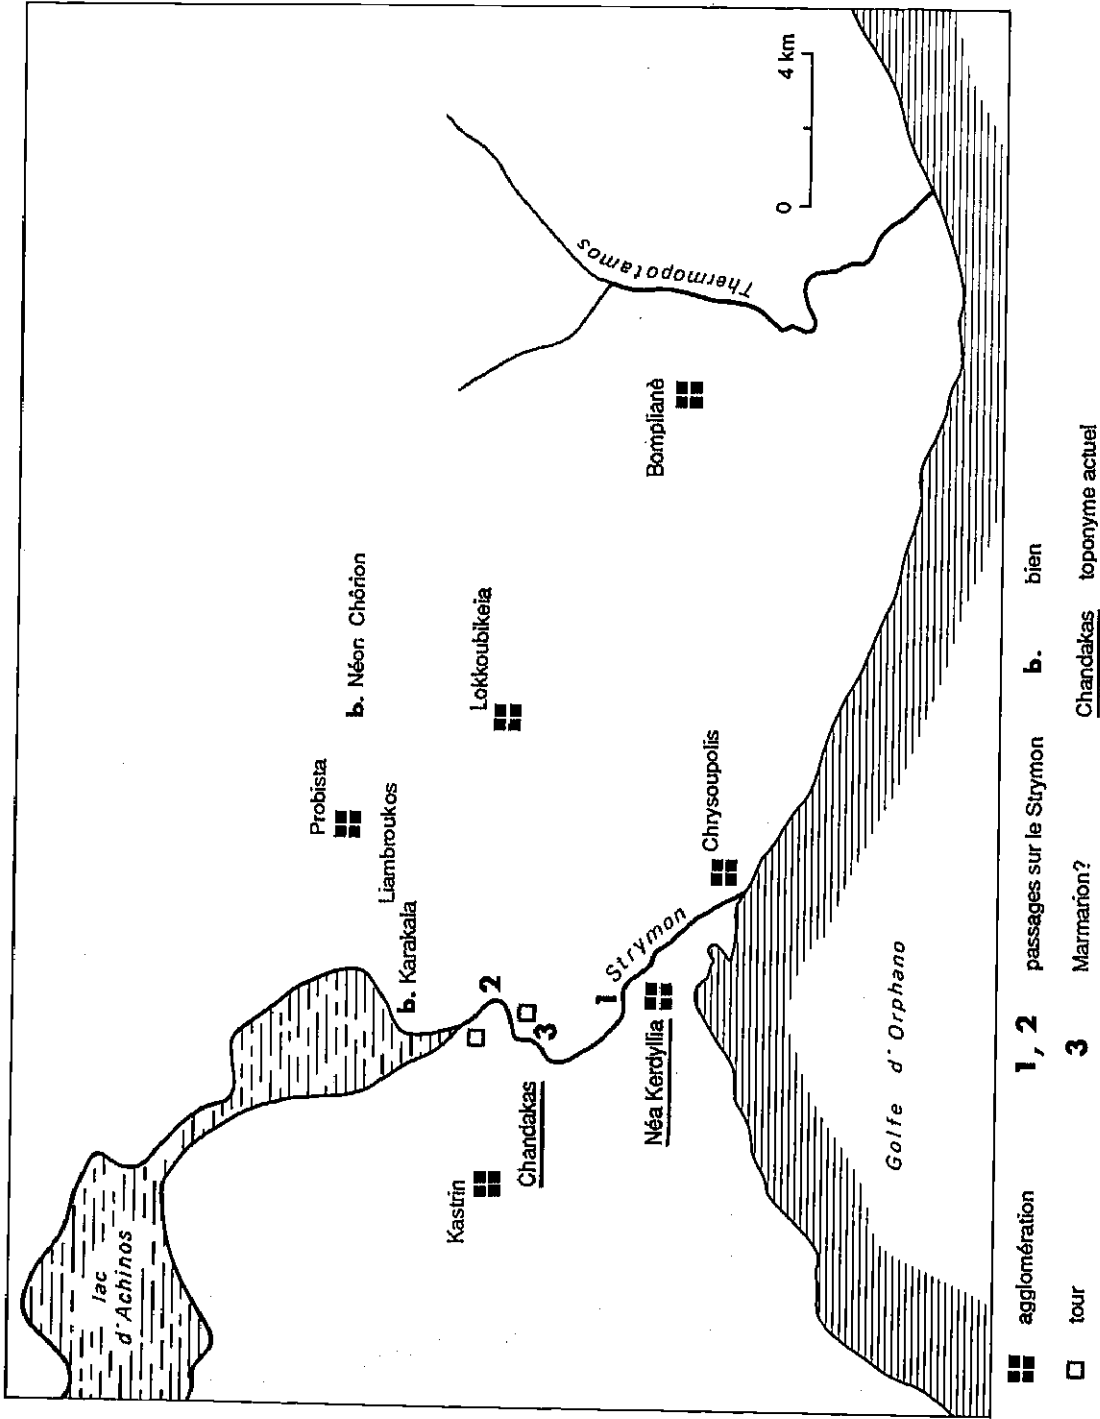 lac
d'Achinos
Probista
b. Néon Chôrion
Liambroukos
b. Karakala
Kastrin
2
Lokkoubikeia
Chandakas
3
Thermopotamos
1
Strymon
Néa Kerdyllia
Bomplianè
Chrysoupolis
0 4 km
Golfe d'Orphano
agglomération
1, 2 passages sur le Strymon
b. bien
tour
3 Marmarion?
Chandakas toponyme actuel